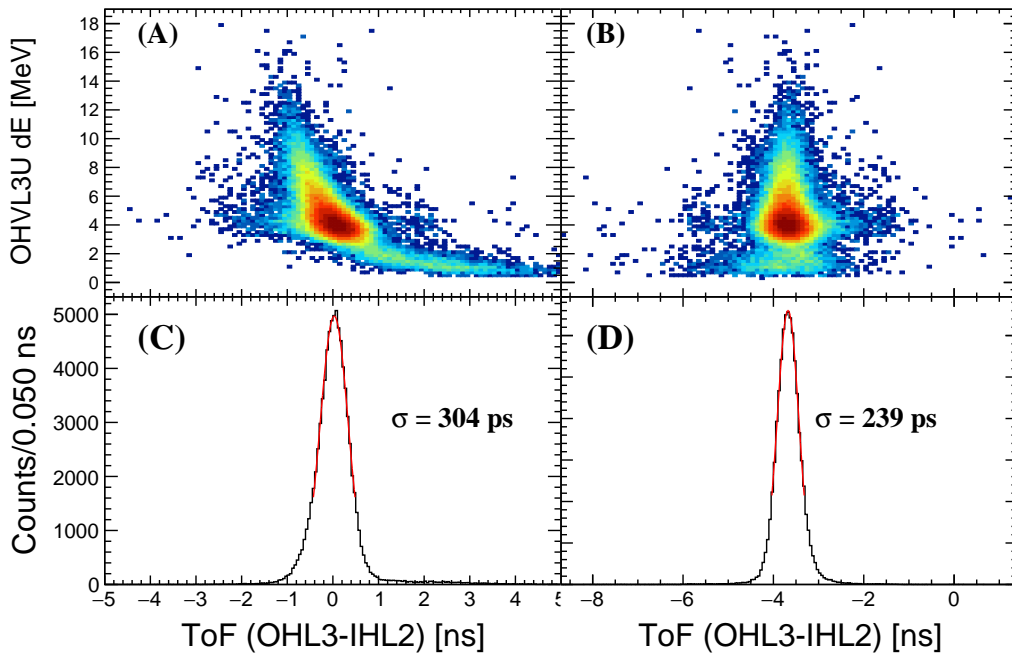 (A)
(B)
OHVL3U dE [MeV]
18
16
14
12
10
8
6
4
2
0
(C)
(D)
Counts/0.050 ns
5000
4000
3000
2000
1000
0
σ = 304 ps
σ = 239 ps
−5 −4 −3 −2 −1 0 1 2 3 4 5
−8 −6 −4 −2 0
ToF (OHL3-IHL2) [ns]
ToF (OHL3-IHL2) [ns]